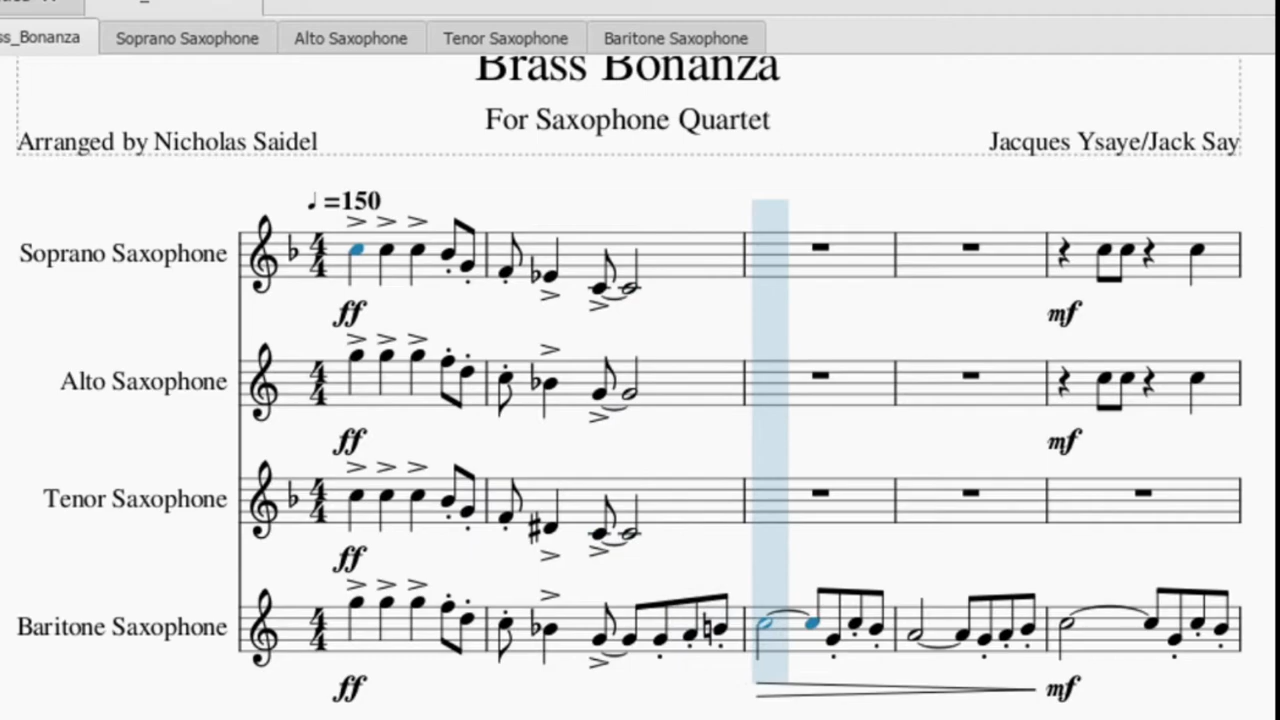 ss_Bonanza Soprano Saxophone Alto Saxophone Tenor Saxophone Baritone Saxophone
Brass Bonanza
For Saxophone Quartet
Arranged by Nicholas Saidel Jacques Ysaye/Jack Say
♩=150
Soprano Saxophone
ff mf
Alto Saxophone
ff mf
Tenor Saxophone
ff
Baritone Saxophone
ff mf